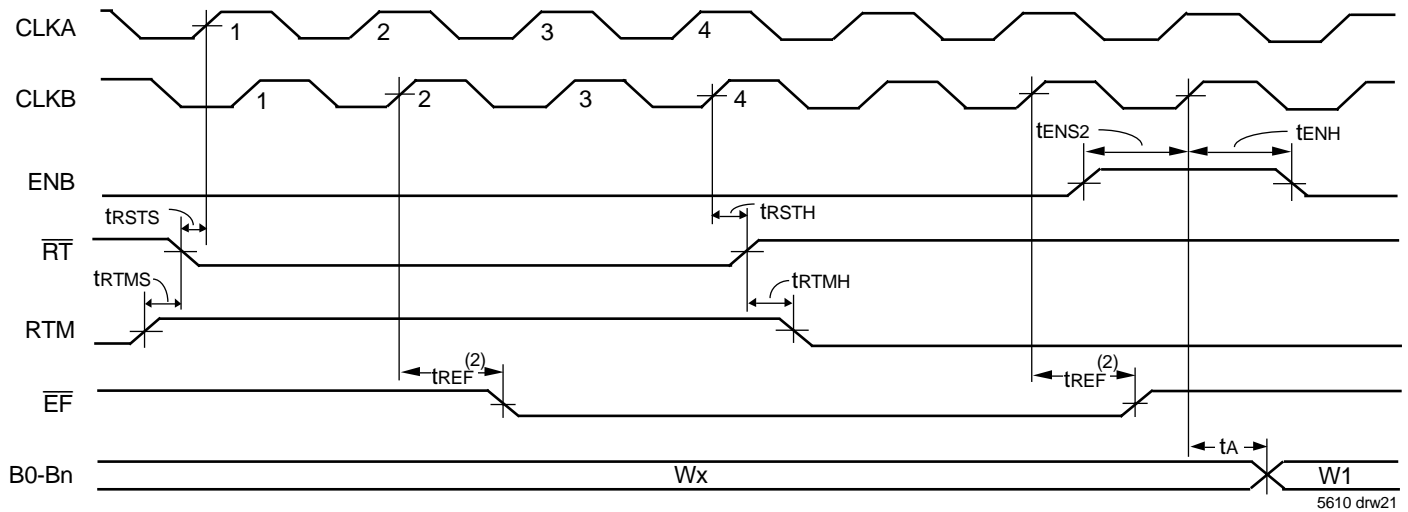 CLKA 1 2 3 4
CLKB 1 2 3 4
tENS2 tENH
ENB
tRSTS tRSTH
RT
tRTMS tRTMH
RTM
tREF(2) tREF(2)
EF
tA
B0-Bn Wx W1
5610 drw21